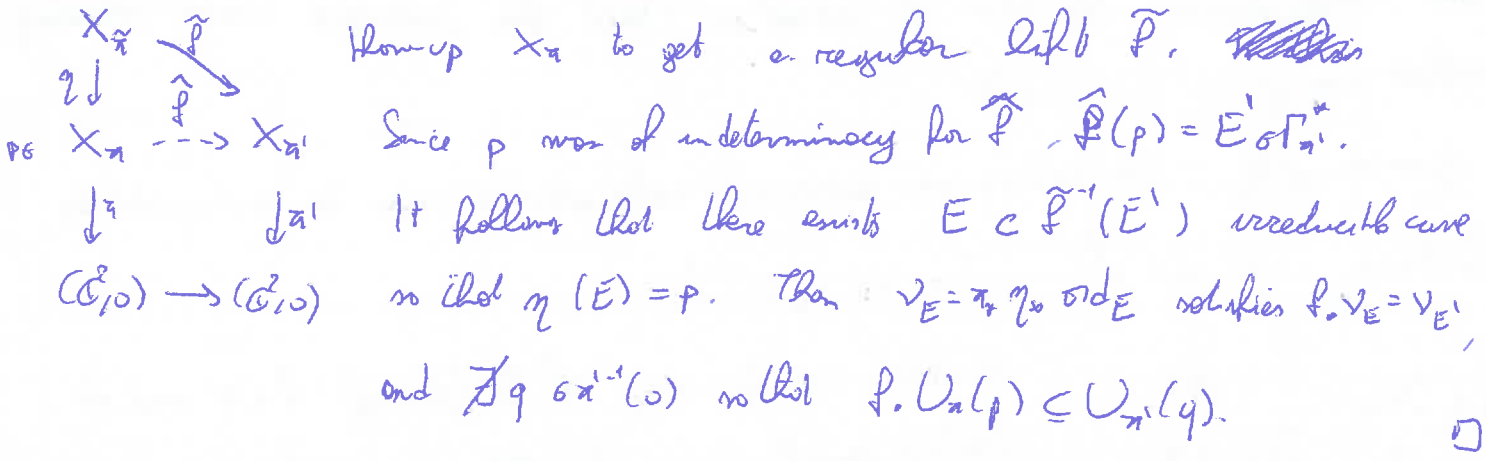 X_π̃ f̃ Blow-up X_π to get a regular lift f̃.
η ↓ f̂
p ∈ X_π ⇢ X_π' Since p was of indeterminacy for f̂, f̂(p) = E' ∈ Γ_π'^*.
↓π ↓π' It follows that there exists E ⊂ f̃^{-1}(E') irreducible curve
(ℂ²,0) → (ℂ²,0) so that η(E) = p. Then ν_E = π_* η_* ord_E satisfies f_• ν_E = ν_E',
and ∄ q ∈ π'^{-1}(0) so that f_• U_π(p) ⊆ U_π'(q).
□